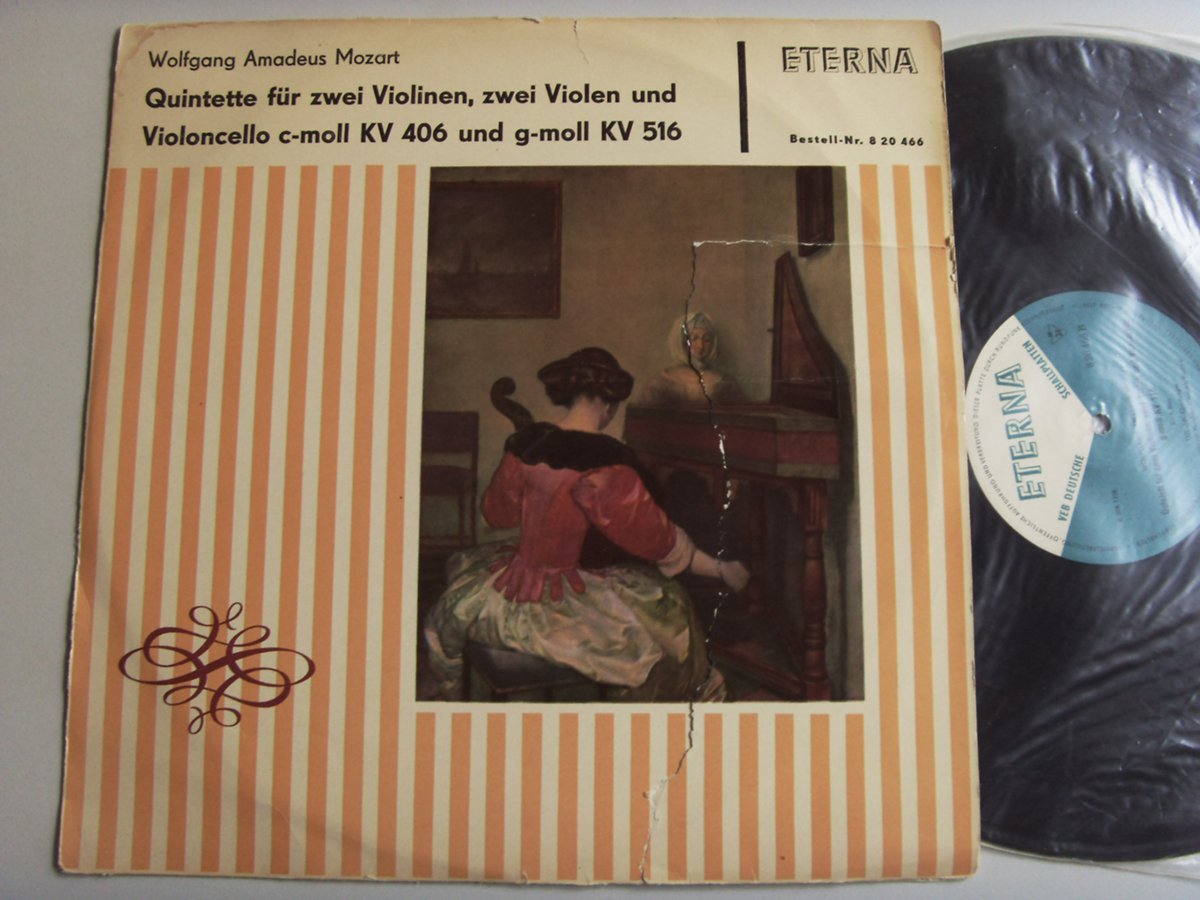 Wolfgang Amadeus Mozart
Quintette für zwei Violinen, zwei Violen und
Violoncello c-moll KV 406 und g-moll KV 516
ETERNA
Bestell-Nr. 8 20 466
ETERNA
VEB DEUTSCHE
SCHALLPLATTEN